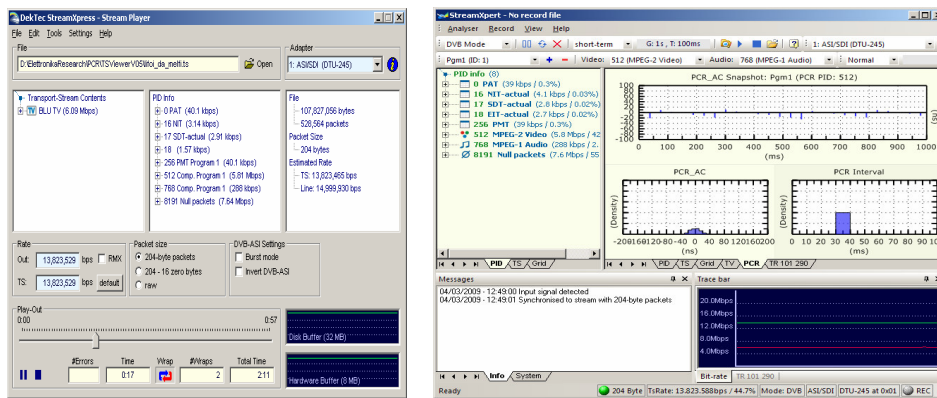 DekTec StreamXpress - Stream Player
File Edit Tools Settings Help
File
D:\ElettronikaResearch\PCR\TSViewerV05\lifoi_da_melti.ts
Open
Adapter
1: ASI/SDI (DTU-245)
Transport-Stream Contents
BLU TV (6.09 Mbps)
PID Info
0 PAT (40.1 kbps)
16 NIT (3.14 kbps)
17 SDT-actual (2.91 kbps)
18 (1.57 kbps)
256 PMT Program 1 (40.1 kbps)
512 Comp. Program 1 (5.81 Mbps)
768 Comp. Program 1 (288 kbps)
8191 Null packets (7.64 Mbps)
File
107,827,056 bytes
528,564 packets
Packet Size
204 bytes
Estimated Rate
TS: 13,823,465 bps
Line: 14,999,930 bps
Rate
Out: 13,823,529 bps RMX
TS: 13,823,529 bps default
Packet size
204-byte packets
204 - 16 zero bytes
raw
DVB-ASI Settings
Burst mode
Invert DVB-ASI
Play-Out
0:00 0:57
#Errors Time Wrap #Wraps Total Time
0:17 2 2:11
Disk Buffer (32 MB)
Hardware Buffer (8 MB)
StreamXpert - No record file
Analyser Record View Help
DVB Mode short-term G: 1s , T: 100ms 1: ASI/SDI (DTU-245)
Pgm1 (ID: 1) Video: 512 (MPEG-2 Video) Audio: 768 (MPEG-1 Audio) Normal
PID info (8)
0 PAT (39 kbps / 0.3%)
16 NIT-actual (4.1 kbps / 0.03%)
17 SDT-actual (2.8 kbps / 0.02%)
18 EIT-actual (2.7 kbps / 0.02%)
256 PMT (39 kbps / 0.3%)
512 MPEG-2 Video (5.8 Mbps / 42
768 MPEG-1 Audio (288 kbps / 2.
8191 Null packets (7.6 Mbps / 55
PID TS Grid
PCR_AC Snapshot: Pgm1 (PCR PID: 512)
100
80
60
40
20
0
-20
-40
-60
-80
-100
0 100 200 300 400 500 600 700 800 900 1000
(ms)
(ns)
PCR_AC
(Density)
-200-160-120-80 -40 0 40 80 120160200
(ns)
PCR Interval
(Density)
0 10 20 30 40 50 60 70 80 90 10
(ms)
PID TS Grid TV PCR TR 101 290
Messages
04/03/2009 - 12:49:00 Input signal detected
04/03/2009 - 12:49:01 Synchronised to stream with 204-byte packets
Info System
Trace bar
20.0Mbps
16.0Mbps
12.0Mbps
8.0Mbps
4.0Mbps
Bit-rate TR 101 290
Ready 204 Byte TsRate: 13.823.588bps / 44.7% Mode: DVB ASI/SDI DTU-245 at 0x01 REC